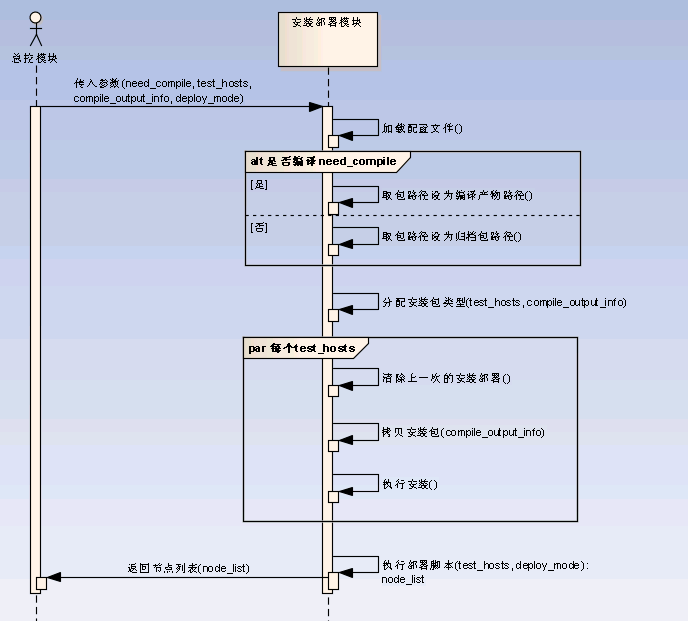 总控模块
安装部署模块
传入参数(need_compile, test_hosts,
compile_output_info, deploy_mode)
加载配置文件()
alt 是否编译need_compile
[是]
取包路径设为编译产物路径()
[否]
取包路径设为归档包路径()
分配安装包类型(test_hosts, compile_output_info)
par 每个test_hosts
清除上一次的安装部署()
拷贝安装包(compile_output_info)
执行安装()
执行部署脚本(test_hosts, deploy_mode):
node_list
返回节点列表(node_list)